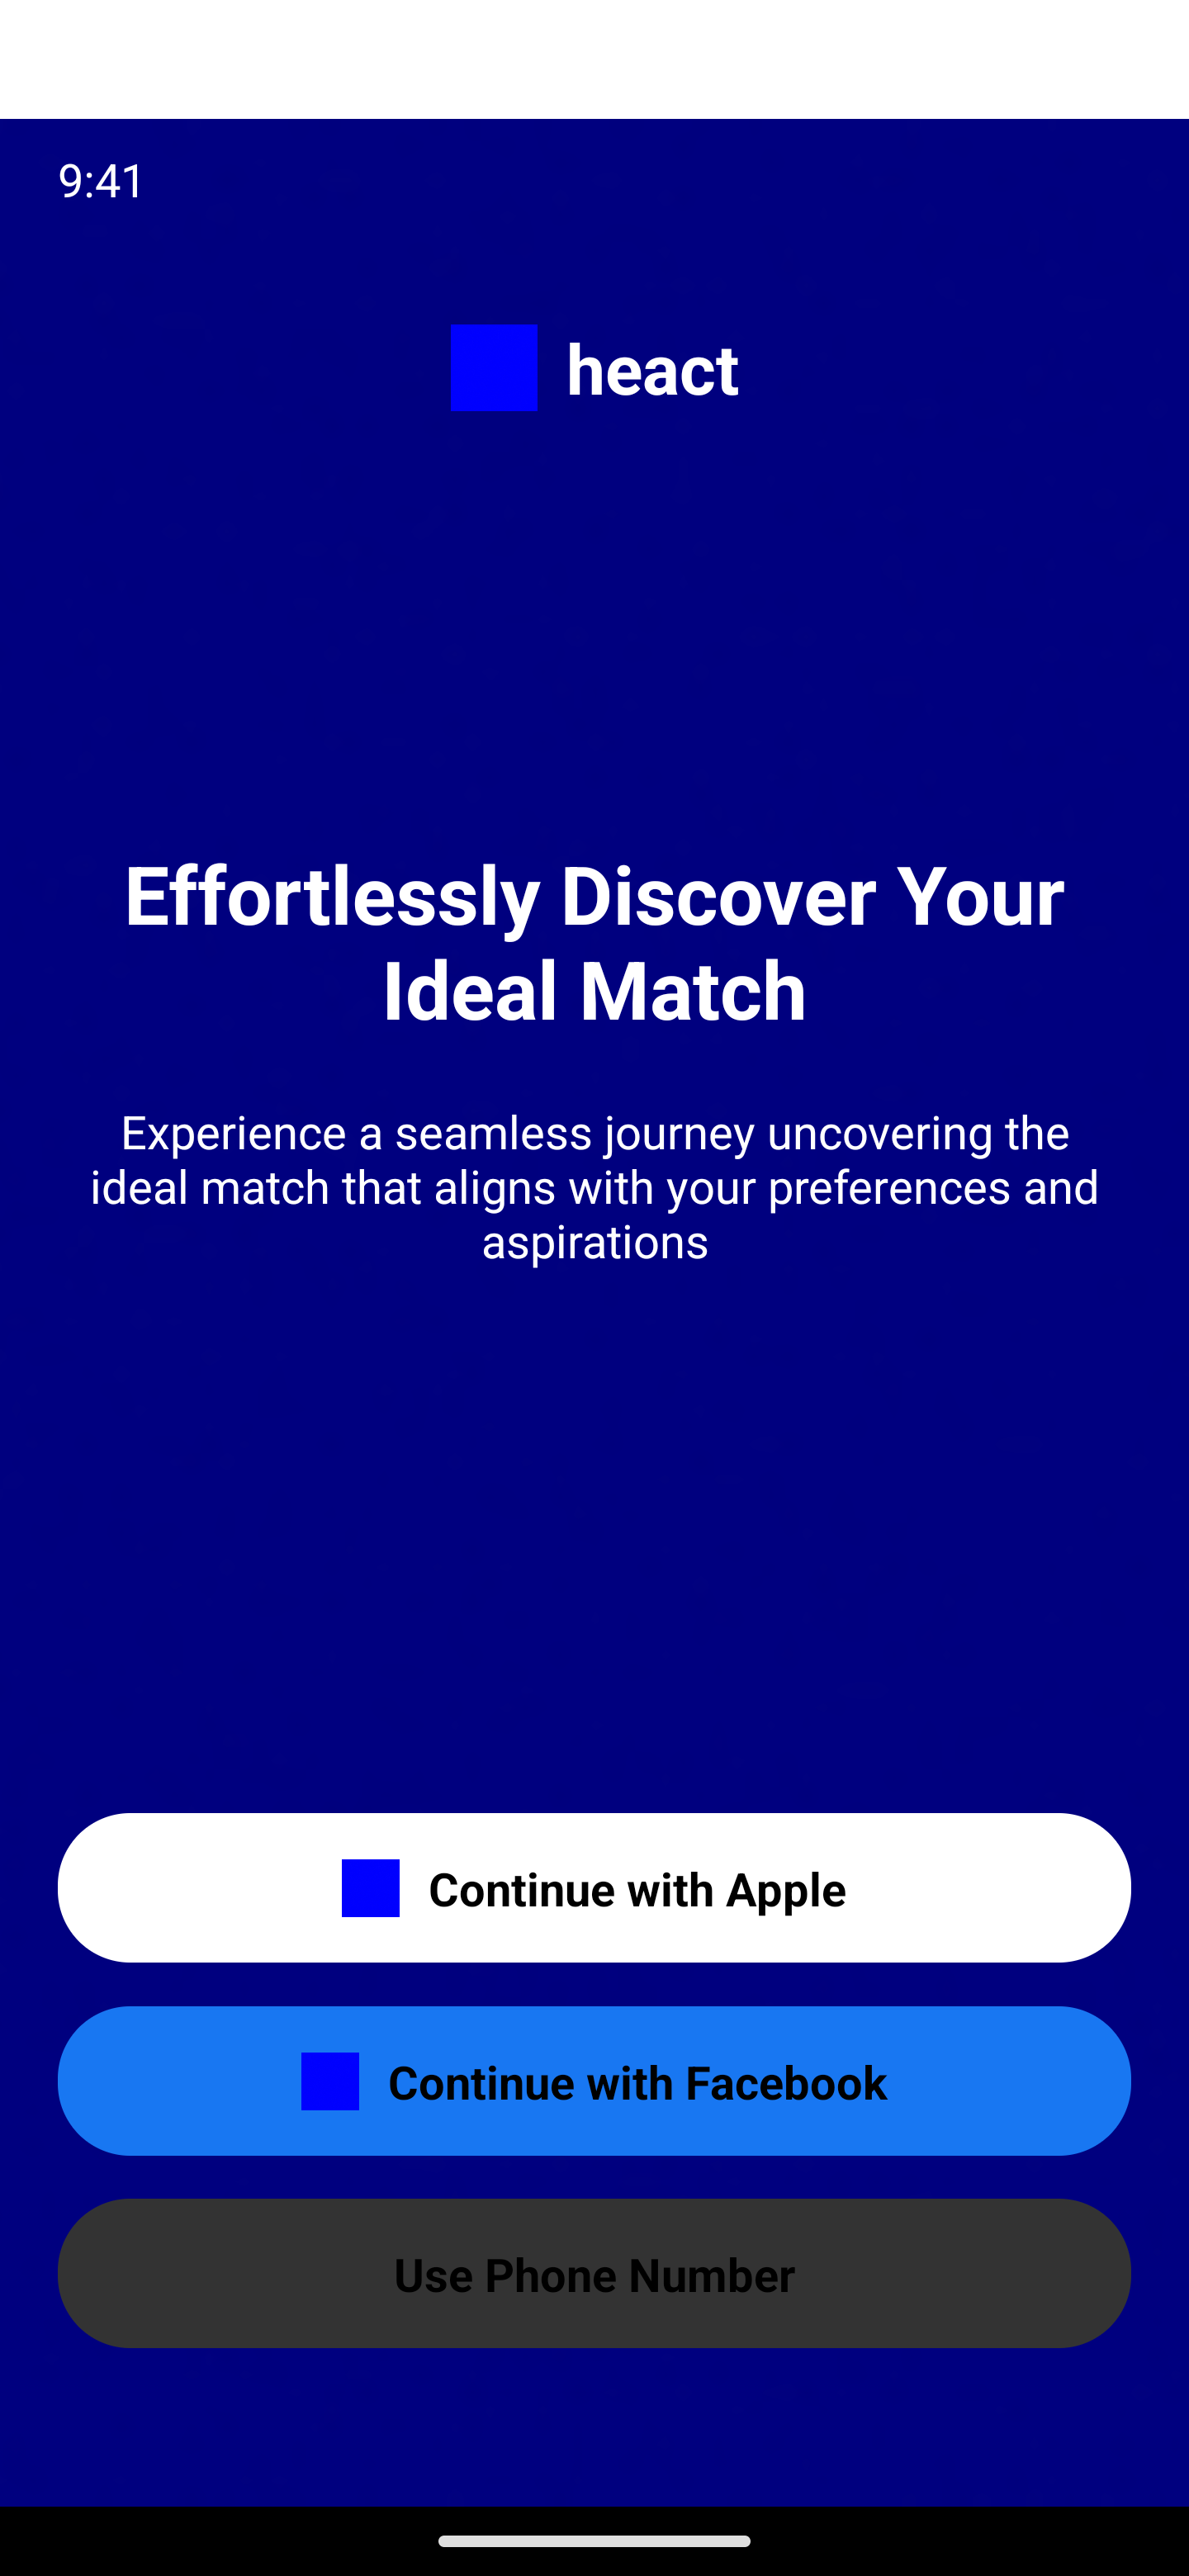 9:41
heact
Effortlessly Discover Your
Ideal Match
Experience a seamless journey uncovering the
ideal match that aligns with your preferences and
aspirations
Continue with Apple
Continue with Facebook
Use Phone Number